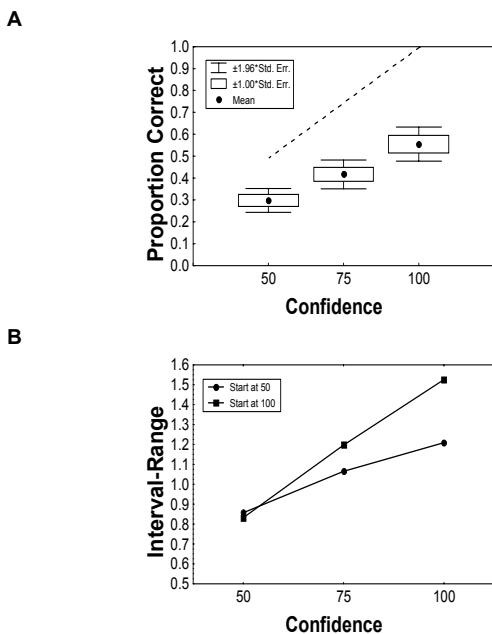 A
Proportion Correct
1.0
0.9
0.8
0.7
0.6
0.5
0.4
0.3
0.2
0.1
0.0
±1.96*Std. Err.
±1.00*Std. Err.
Mean
50 75 100
Confidence
B
Interval-Range
1.6
1.5
1.4
1.3
1.2
1.1
1.0
0.9
0.8
0.7
0.6
0.5
Start at 50
Start at 100
50 75 100
Confidence